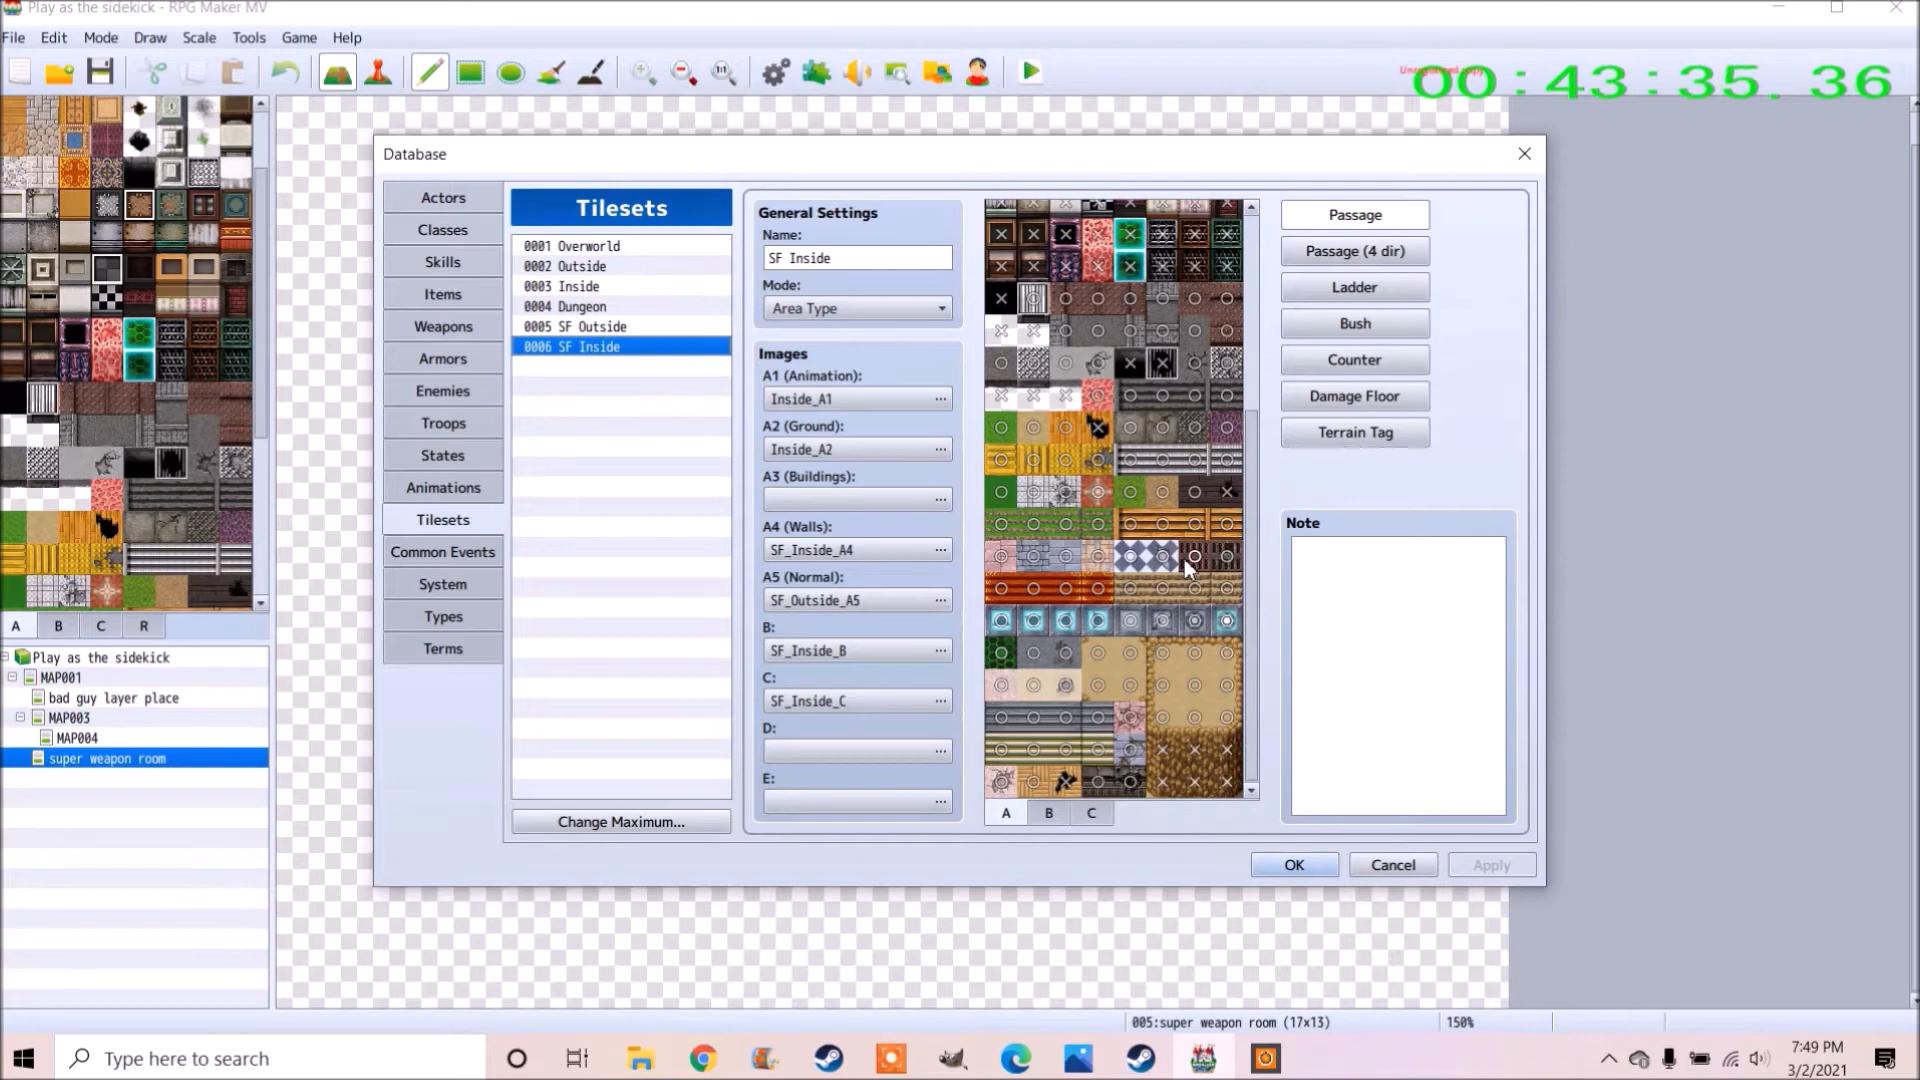 Play as the sidekick - RPG Maker MV
File Edit Mode Draw Scale Tools Game Help
Unregistered copy
00:43:35.36
Database
Actors
Classes
Skills
Items
Weapons
Armors
Enemies
Troops
States
Animations
Tilesets
Common Events
System
Types
Terms
Tilesets
0001 Overworld
0002 Outside
0003 Inside
0004 Dungeon
0005 SF Outside
0006 SF Inside
Change Maximum...
General Settings
Name:
SF Inside
Mode:
Area Type
Images
A1 (Animation):
Inside_A1 ...
A2 (Ground):
Inside_A2 ...
A3 (Buildings):
...
A4 (Walls):
SF_Inside_A4 ...
A5 (Normal):
SF_Outside_A5 ...
B:
SF_Inside_B ...
C:
SF_Inside_C ...
D:
...
E:
...
A B C
Passage
Passage (4 dir)
Ladder
Bush
Counter
Damage Floor
Terrain Tag
Note
OK Cancel Apply
A B C R
Play as the sidekick
MAP001
bad guy layer place
MAP003
MAP004
super weapon room
005:super weapon room (17x13) 150%
Type here to search
7:49 PM
3/2/2021